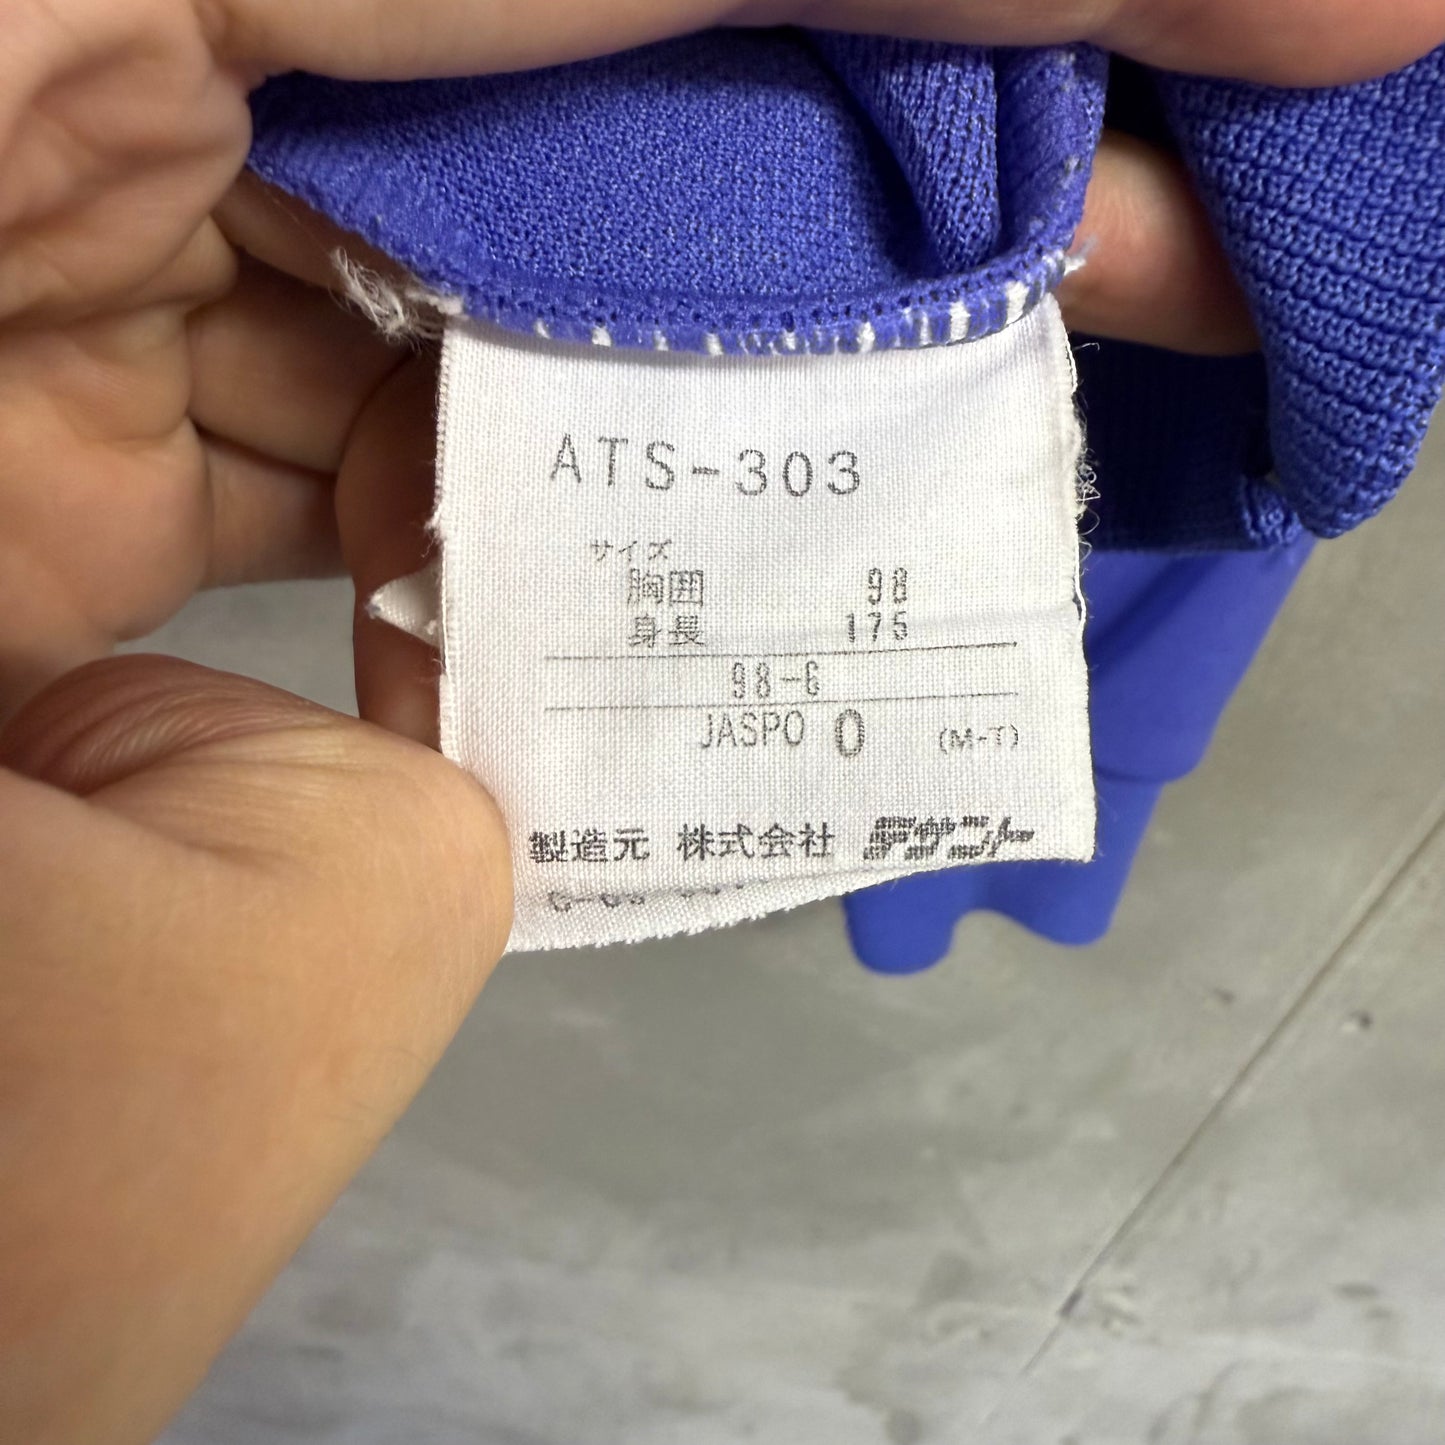 ATS-303
サイズ
胸囲 98
身長 175
98-6
JASPO O (M-T)
製造元 株式会社 デサント